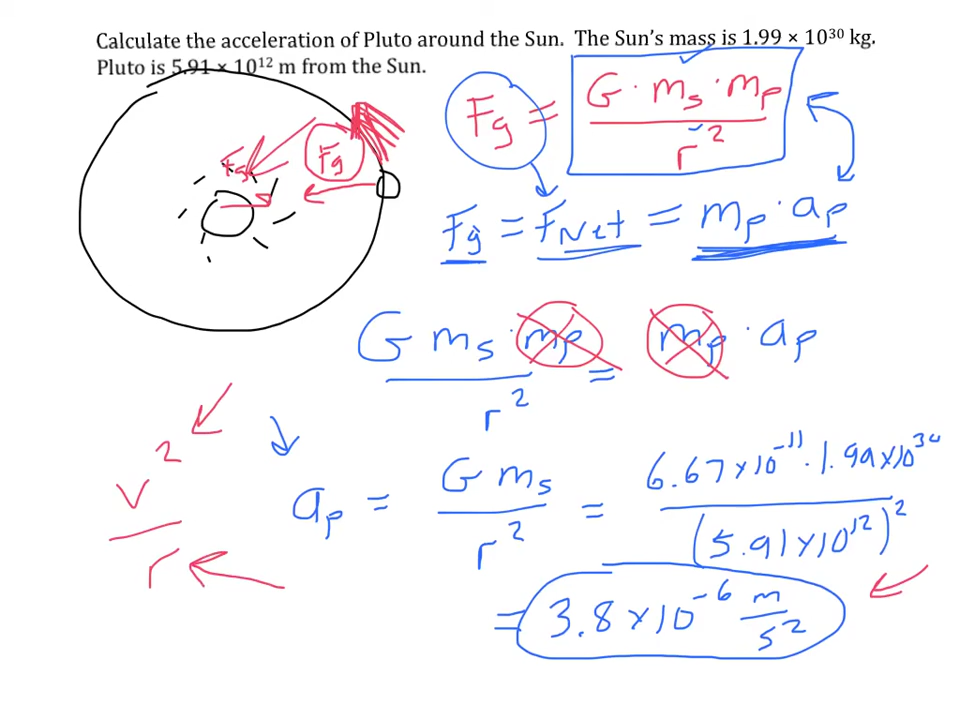 Calculate the acceleration of Pluto around the Sun. The Sun's mass is 1.99 × 10³⁰ kg.
Pluto is 5.91 × 10¹² m from the Sun.
Fg = G · ms · mp / r²
Fg
Fg
Fg = FNet = mp · ap
G ms · mp / r² = mp · ap
v² / r
ap = G ms / r² = 6.67 × 10⁻¹¹ · 1.99 × 10³⁰ / (5.91 × 10¹²)²
= 3.8 × 10⁻⁶ m / s²